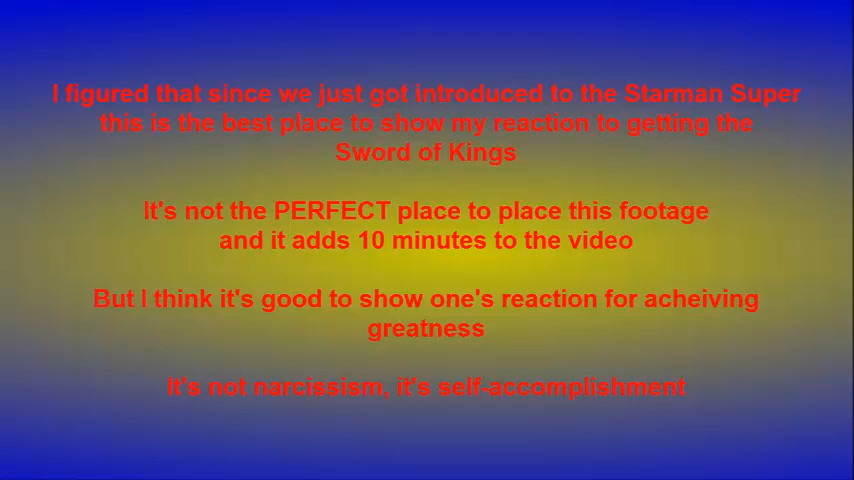 I figured that since we just got introduced to the Starman Super
this is the best place to show my reaction to getting the
Sword of Kings
It's not the PERFECT place to place this footage
and it adds 10 minutes to the video
But I think it's good to show one's reaction for acheiving
greatness
It's not narcissism, it's self-accomplishment